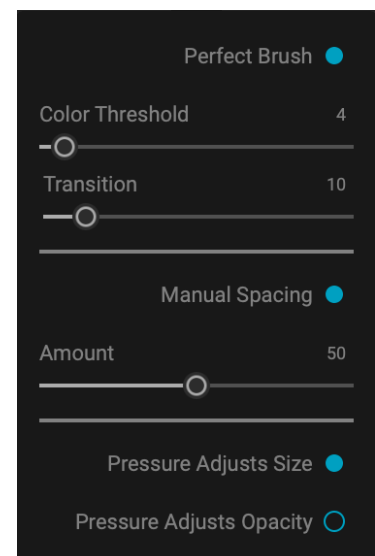 Perfect Brush
Color Threshold 4
Transition 10
Manual Spacing
Amount 50
Pressure Adjusts Size
Pressure Adjusts Opacity